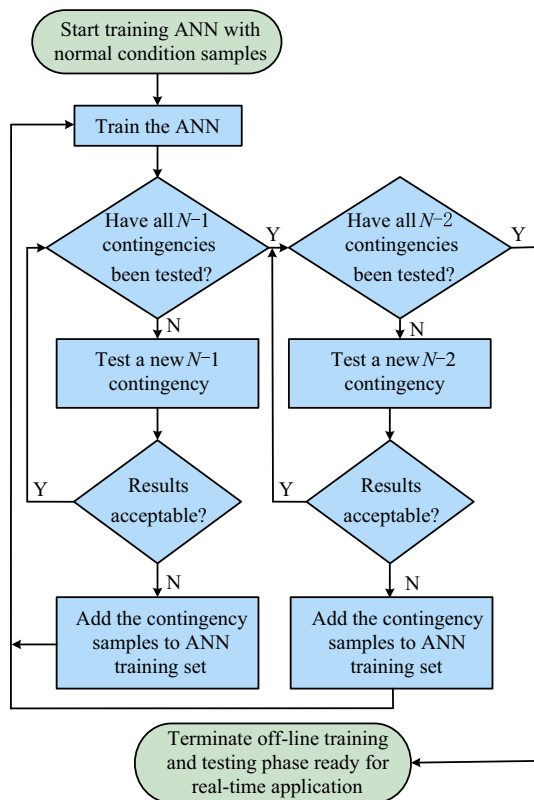 Start training ANN with
normal condition samples
Train the ANN
Have all N−1
contingencies
been tested?
Y
Have all N−2
contingencies
been tested?
Y
N
N
Test a new N−1
contingency
Test a new N−2
contingency
Y
Results
acceptable?
Y
Results
acceptable?
N
N
Add the contingency
samples to ANN
training set
Add the contingency
samples to ANN
training set
Terminate off-line training
and testing phase ready for
real-time application